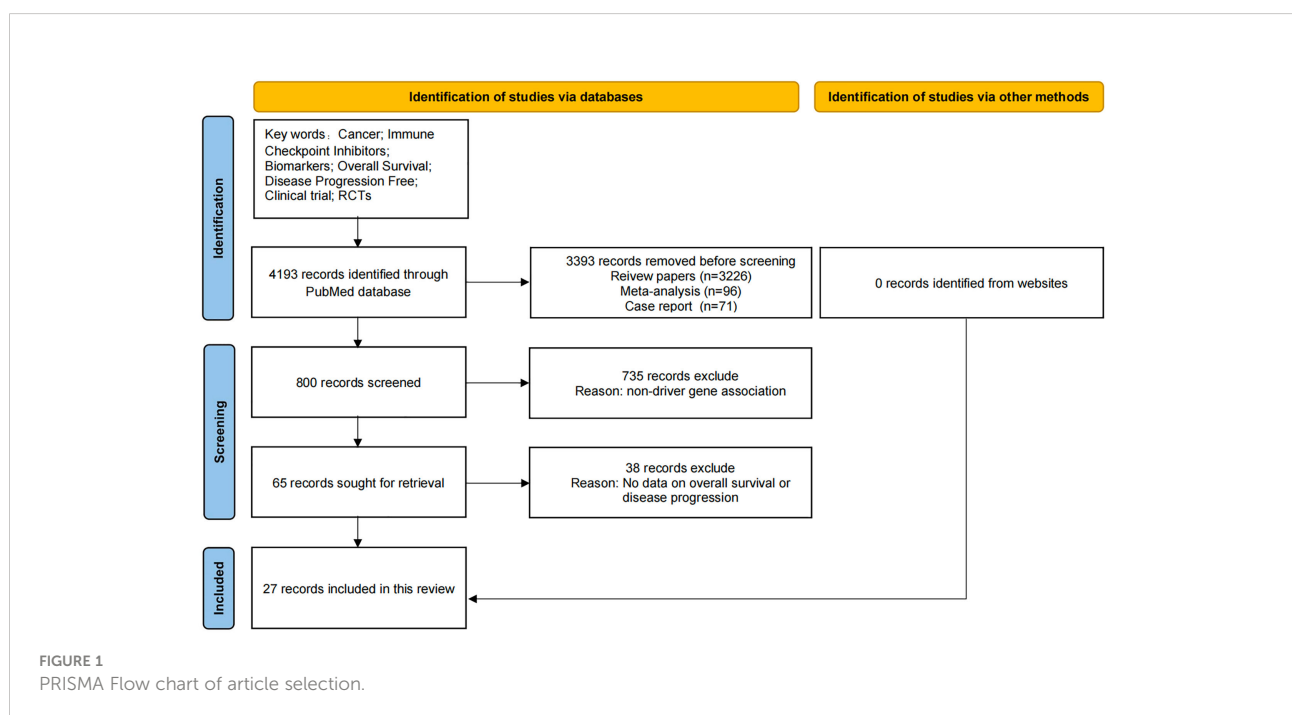 Identification of studies via databases
Identification of studies via other methods
Identification
Key words：Cancer; Immune
Checkpoint Inhibitors;
Biomarkers; Overall Survival;
Disease Progression Free;
Clinical trial; RCTs
4193 records identified through
PubMed database
3393 records removed before screening
Reivew papers (n=3226)
Meta-analysis (n=96)
Case report (n=71)
0 records identified from websites
Screening
800 records screened
735 records exclude
Reason: non-driver gene association
65 records sought for retrieval
38 records exclude
Reason: No data on overall survival or
disease progression
Included
27 records included in this review
FIGURE 1
PRISMA Flow chart of article selection.